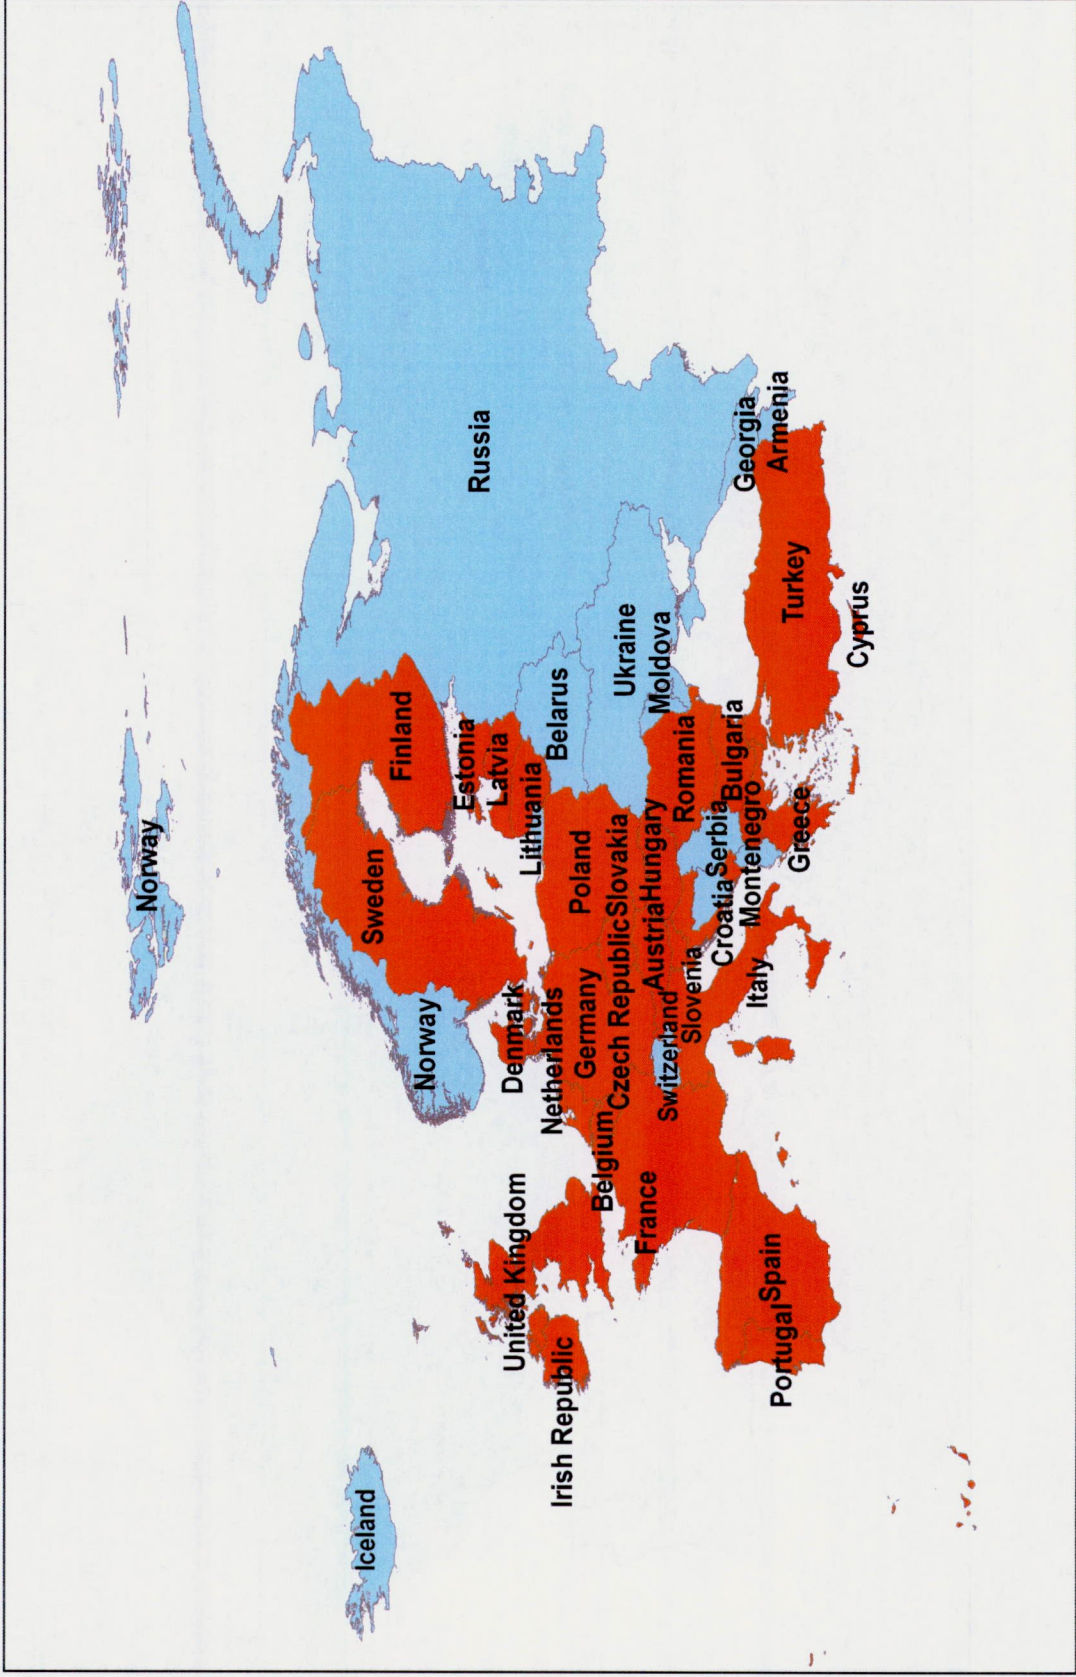 Norway
Iceland
Norway
Sweden
Finland
Russia
Estonia
Latvia
Lithuania
Denmark
United Kingdom
Irish Republic
Netherlands
Belarus
Poland
Germany
Belgium
Czech Republic
Slovakia
Ukraine
Moldova
France
Switzerland
Austria
Hungary
Slovenia
Romania
Croatia
Serbia
Bulgaria
Montenegro
Georgia
Armenia
Portugal
Spain
Italy
Greece
Turkey
Cyprus